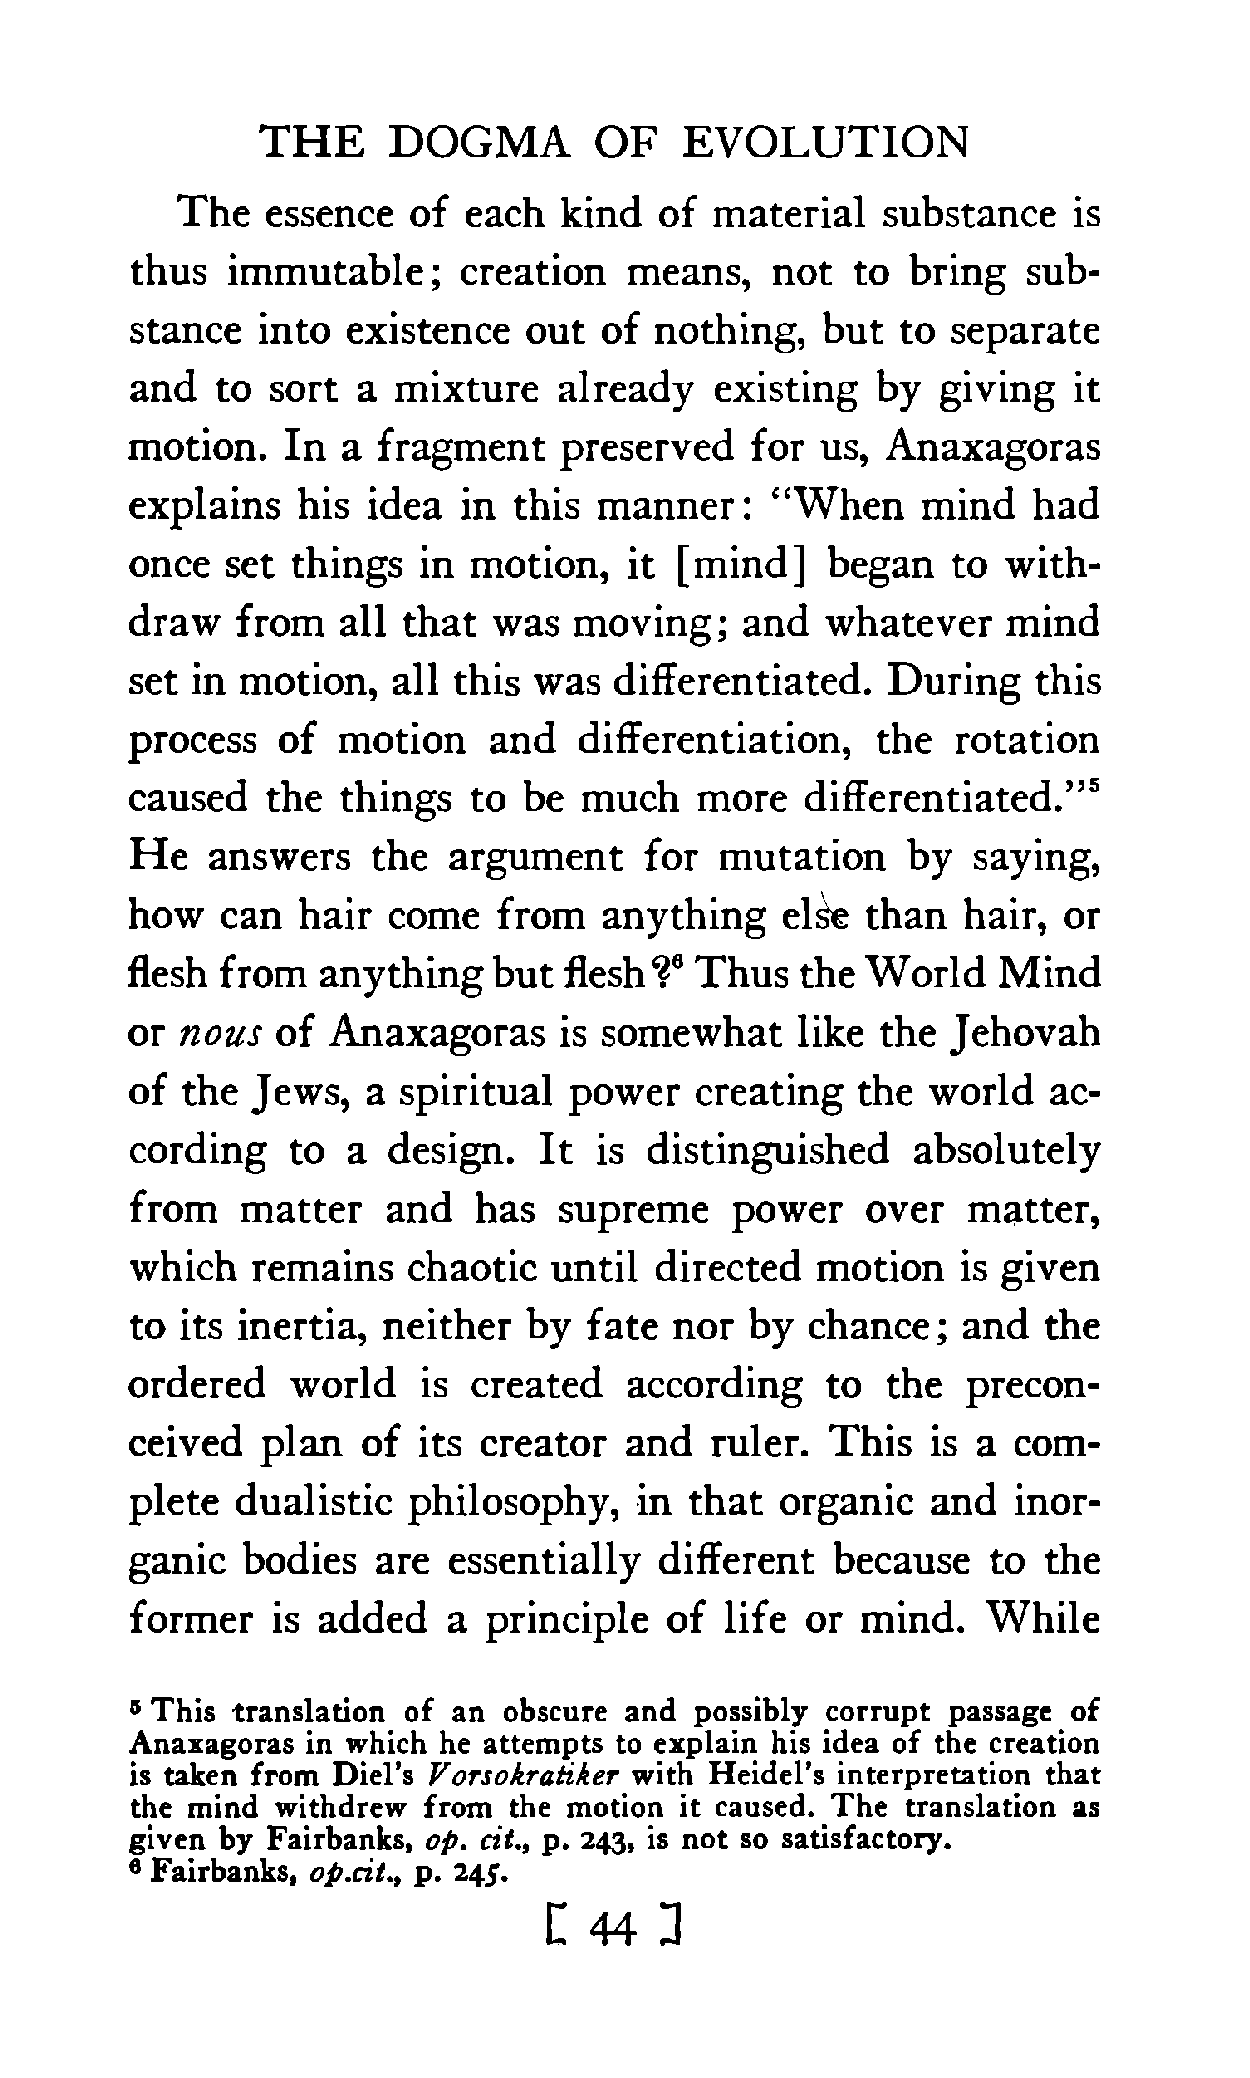 THE DOGMA OF EVOLUTION
The essence of each kind of material substance is
thus immutable; creation means, not to bring sub-
stance into existence out of nothing, but to separate
and to sort a mixture already existing by giving it
motion. In a fragment preserved for us, Anaxagoras
explains his idea in this manner: "When mind had
once set things in motion, it [mind] began to with-
draw from all that was moving; and whatever mind
set in motion, all this was differentiated. During this
process of motion and differentiation, the rotation
caused the things to be much more differentiated."⁵
He answers the argument for mutation by saying,
how can hair come from anything else than hair, or
flesh from anything but flesh?⁶ Thus the World Mind
or nous of Anaxagoras is somewhat like the Jehovah
of the Jews, a spiritual power creating the world ac-
cording to a design. It is distinguished absolutely
from matter and has supreme power over matter,
which remains chaotic until directed motion is given
to its inertia, neither by fate nor by chance; and the
ordered world is created according to the precon-
ceived plan of its creator and ruler. This is a com-
plete dualistic philosophy, in that organic and inor-
ganic bodies are essentially different because to the
former is added a principle of life or mind. While
⁵ This translation of an obscure and possibly corrupt passage of
Anaxagoras in which he attempts to explain his idea of the creation
is taken from Diel's Vorsokratiker with Heidel's interpretation that
the mind withdrew from the motion it caused. The translation as
given by Fairbanks, op. cit., p. 243, is not so satisfactory.
⁶ Fairbanks, op.cit., p. 245.
[ 44 ]